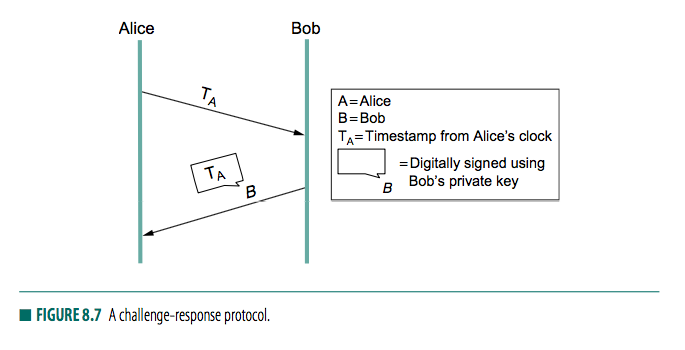 Alice
Bob
T_A
T_A
B
A=Alice
B=Bob
T_A=Timestamp from Alice's clock
=Digitally signed using
Bob's private key
B
FIGURE 8.7 A challenge-response protocol.